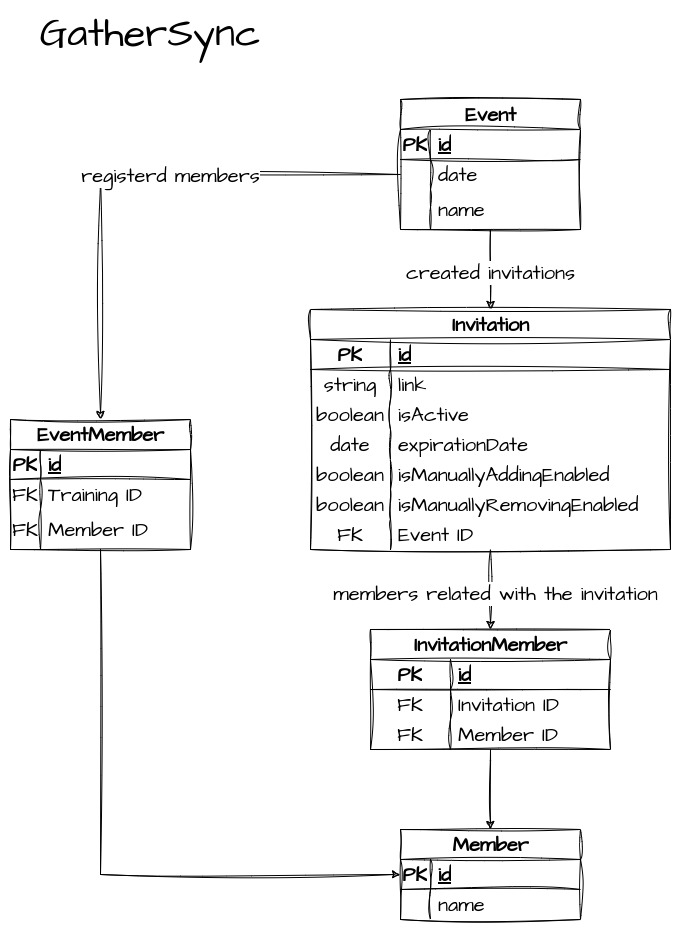 GatherSync
Event
PK id
date
name
registerd members
created invitations
Invitation
PK id
string link
boolean isActive
date expirationDate
boolean isManuallyAddingEnabled
boolean isManuallyRemovingEnabled
FK Event ID
EventMember
PK id
FK Training ID
FK Member ID
members related with the invitation
InvitationMember
PK id
FK Invitation ID
FK Member ID
Member
PK id
name